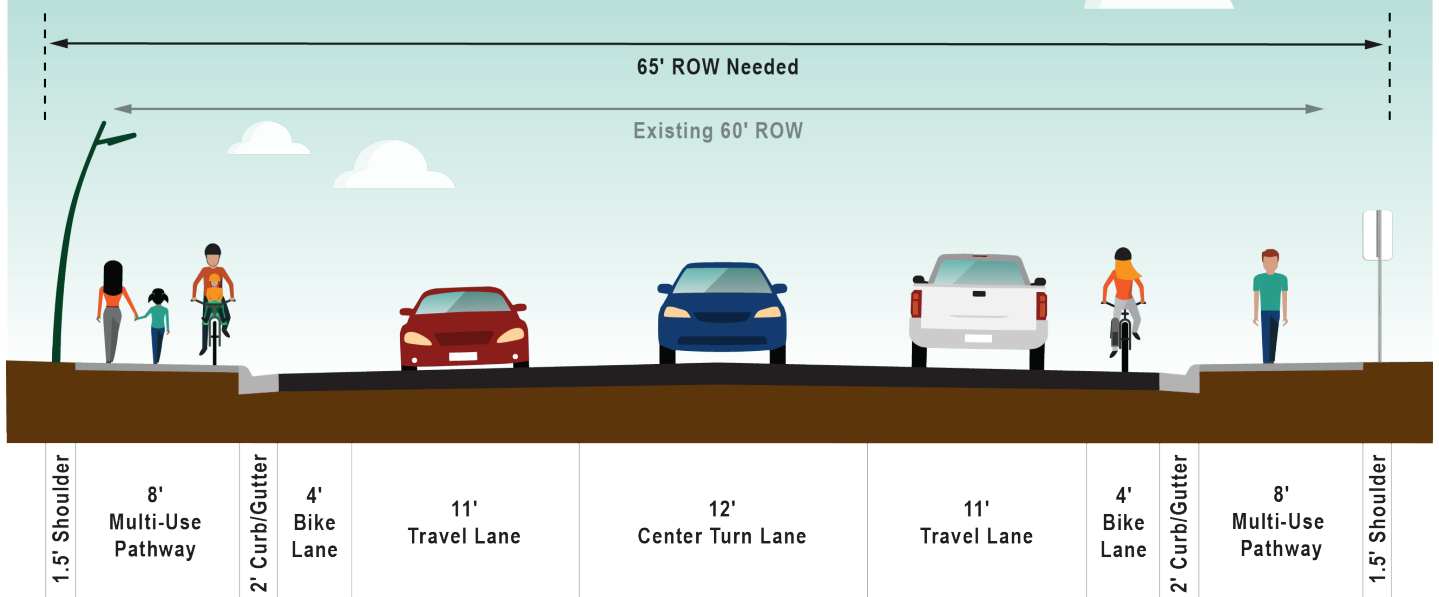 65' ROW Needed
Existing 60' ROW
1.5' Shoulder
8'
Multi-Use
Pathway
2' Curb/Gutter
4'
Bike
Lane
11'
Travel Lane
12'
Center Turn Lane
11'
Travel Lane
4'
Bike
Lane
2' Curb/Gutter
8'
Multi-Use
Pathway
1.5' Shoulder